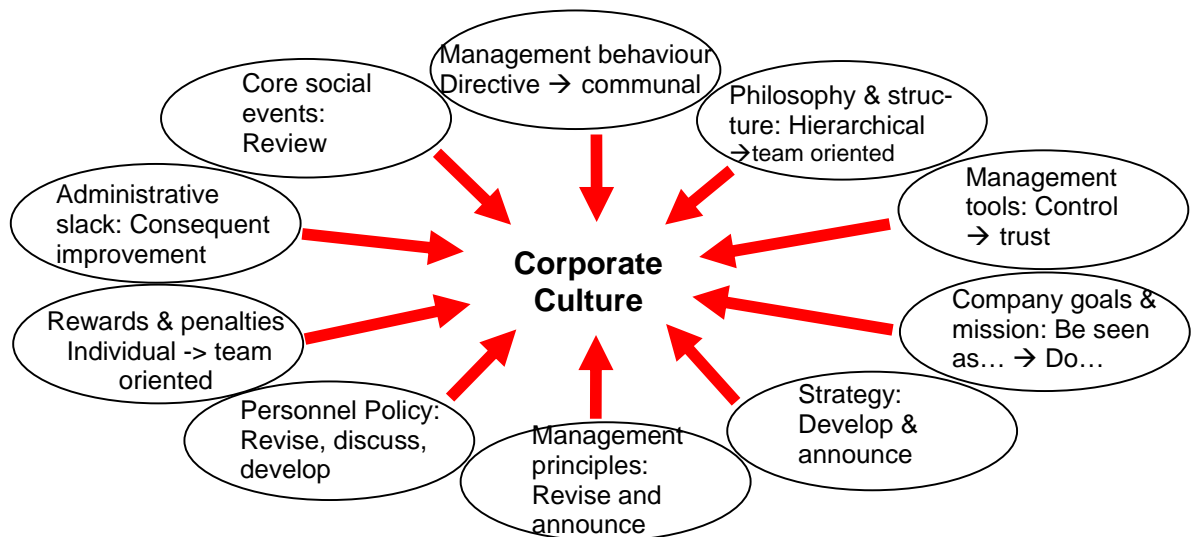 Management behaviour
Directive → communal
Philosophy & struc-
ture: Hierarchical
→team oriented
Management
tools: Control
→ trust
Company goals &
mission: Be seen
as… → Do…
Strategy:
Develop &
announce
Management
principles:
Revise and
announce
Personnel Policy:
Revise, discuss,
develop
Rewards & penalties
Individual -> team
oriented
Administrative
slack: Consequent
improvement
Core social
events:
Review
Corporate
Culture